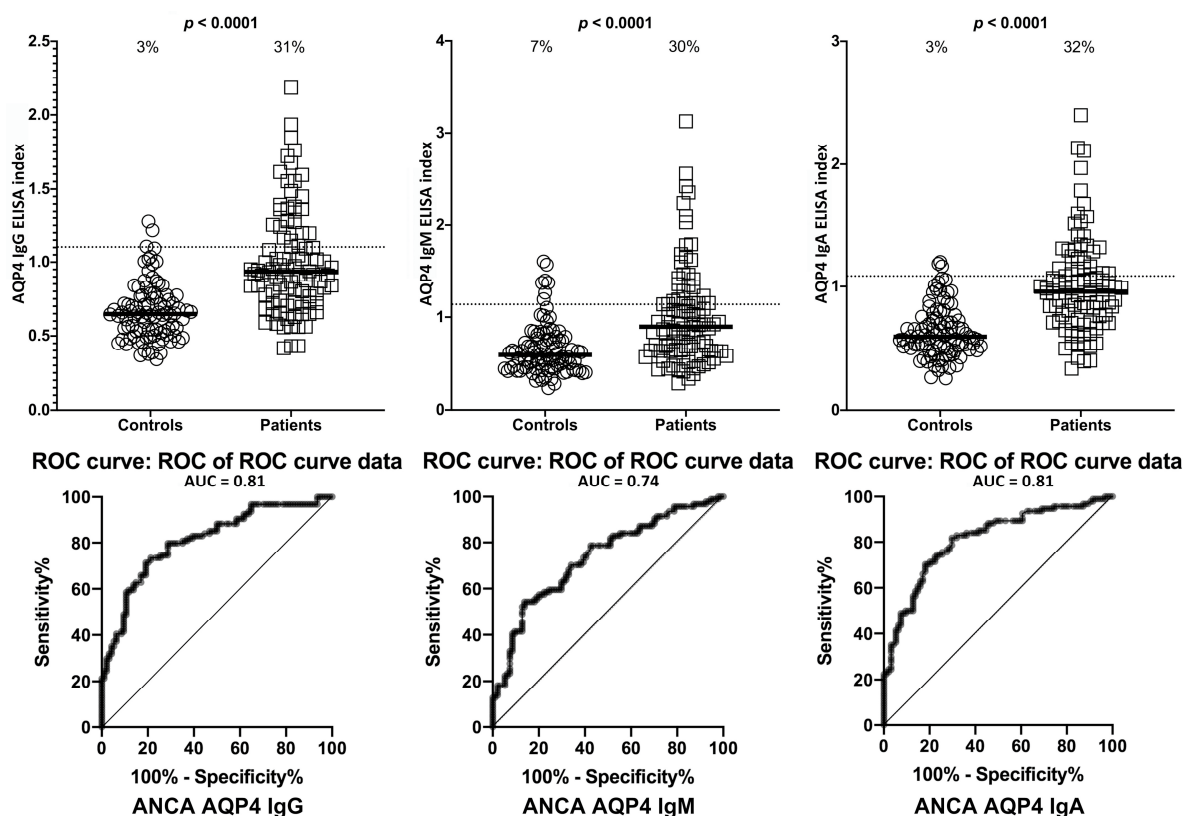 p < 0.0001
3% 31%
2.5
2.0
1.5
1.0
0.5
0.0
AQP4 IgG ELISA index
Controls Patients
p < 0.0001
7% 30%
4
3
2
1
0
AQP4 IgM ELISA index
Controls Patients
p < 0.0001
3% 32%
3
2
1
0
AQP4 IgA ELISA index
Controls Patients
ROC curve: ROC of ROC curve data
AUC = 0.81
100
80
60
40
20
0
Sensitivity%
0 20 40 60 80 100
100% - Specificity%
ANCA AQP4 IgG
ROC curve: ROC of ROC curve data
AUC = 0.74
100
80
60
40
20
0
Sensitivity%
0 20 40 60 80 100
100% - Specificity%
ANCA AQP4 IgM
ROC curve: ROC of ROC curve data
AUC = 0.81
100
80
60
40
20
0
Sensitivity%
0 20 40 60 80 100
100% - Specificity%
ANCA AQP4 IgA